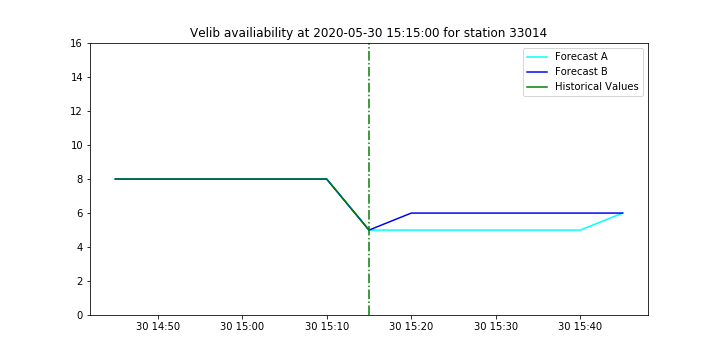 Velib availiability at 2020-05-30 15:15:00 for station 33014
Forecast A
Forecast B
Historical Values
16
14
12
10
8
6
4
2
0
30 14:50 30 15:00 30 15:10 30 15:20 30 15:30 30 15:40